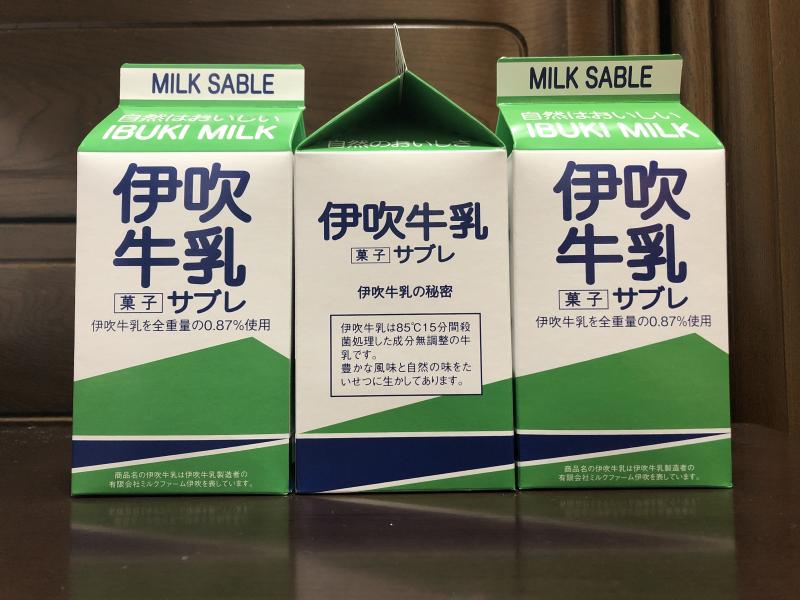 MILK SABLE
自然はおいしい
IBUKI MILK
伊吹
牛乳
菓子 サブレ
伊吹牛乳を全重量の0.87%使用
商品名の伊吹牛乳は伊吹牛乳製造者の
有限会社ミルクファーム伊吹を表しています。
自然のおいしさ
伊吹牛乳
菓子 サブレ
伊吹牛乳の秘密
伊吹牛乳は85℃15分間殺
菌処理した成分無調整の牛
乳です。
豊かな風味と自然の味をた
いせつに生かしてあります。
MILK SABLE
自然はおいしい
IBUKI MILK
伊吹
牛乳
菓子 サブレ
伊吹牛乳を全重量の0.87%使用
商品名の伊吹牛乳は伊吹牛乳製造者の
有限会社ミルクファーム伊吹を表しています。